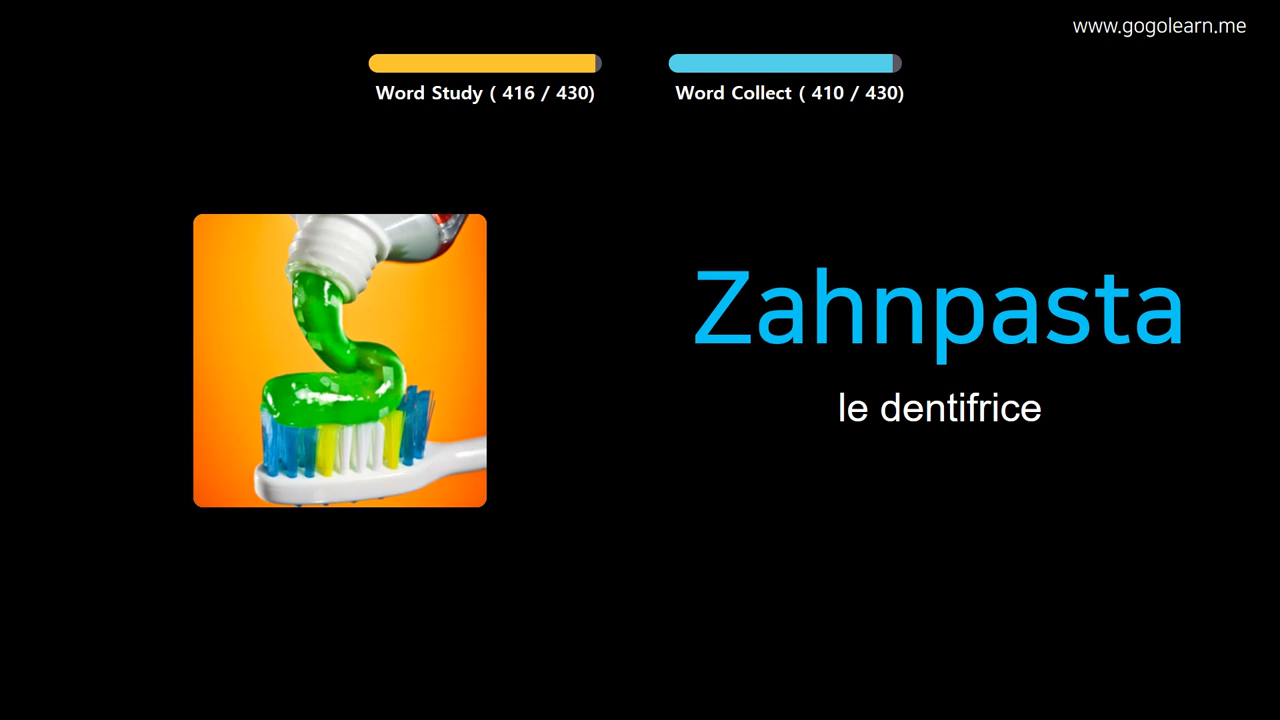 www.gogolearn.me
Word Study ( 416 / 430)
Word Collect ( 410 / 430)
Zahnpasta
le dentifrice